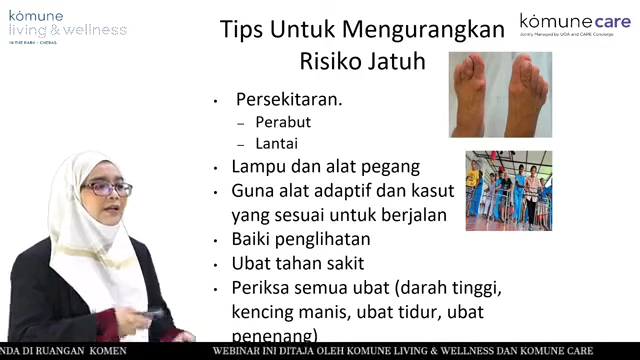 kömune
living & wellness
IN THE PARK · CHERAS
Tips Untuk Mengurangkan
Risiko Jatuh
kömunecare
Jointly Managed by UOA and CARE Concierge
• Persekitaran.
– Perabut
– Lantai
• Lampu dan alat pegang
• Guna alat adaptif dan kasut
yang sesuai untuk berjalan
• Baiki penglihatan
• Ubat tahan sakit
• Periksa semua ubat (darah tinggi,
kencing manis, ubat tidur, ubat
penenang)
NDA DI RUANGAN KOMEN WEBINAR INI DITAJA OLEH KOMUNE LIVING & WELLNESS DAN KOMUNE CARE